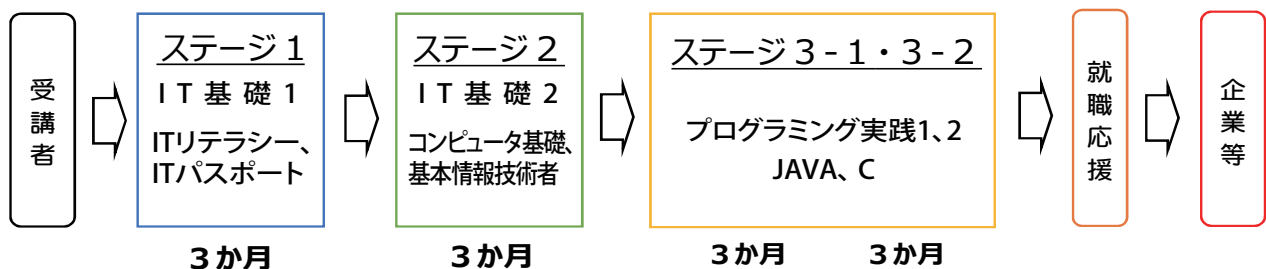 受講者
ステージ１
ＩＴ基礎１
ITリテラシー、
ITパスポート
３か月
ステージ２
ＩＴ基礎２
コンピュータ基礎、
基本情報技術者
３か月
ステージ３-１・３-２
プログラミング実践1、2
JAVA、C
３か月 ３か月
就職応援
企業等